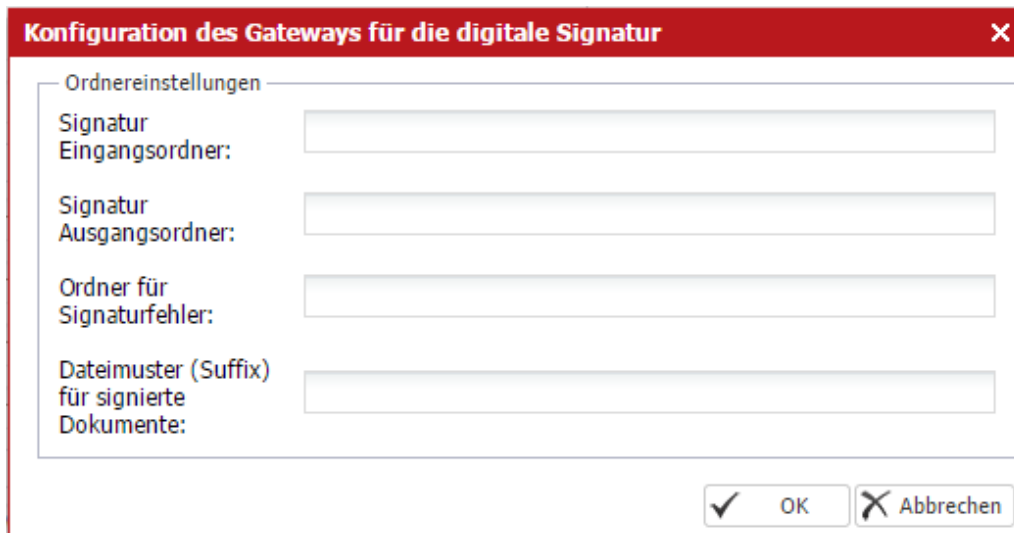 Konfiguration des Gateways für die digitale Signatur
Ordnereinstellungen
Signatur
Eingangsordner:
Signatur
Ausgangsordner:
Ordner für
Signaturfehler:
Dateimuster (Suffix)
für signierte
Dokumente:
OK
Abbrechen